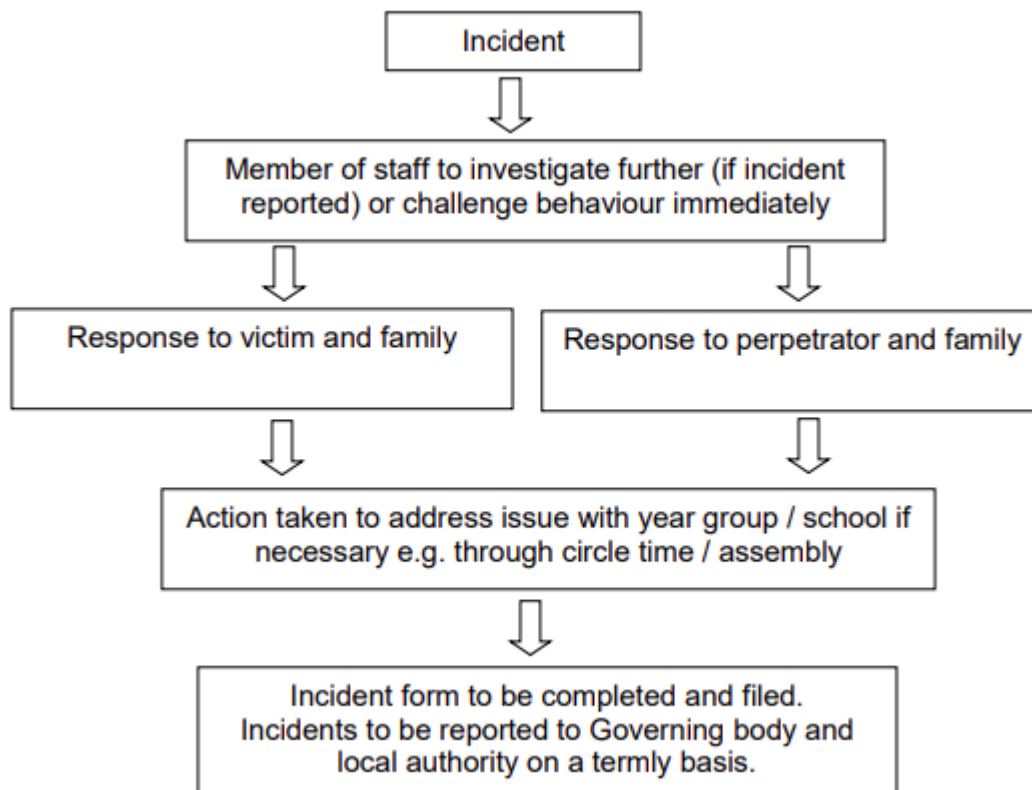 Incident
Member of staff to investigate further (if incident
reported) or challenge behaviour immediately
Response to victim and family
Response to perpetrator and family
Action taken to address issue with year group / school if
necessary e.g. through circle time / assembly
Incident form to be completed and filed.
Incidents to be reported to Governing body and
local authority on a termly basis.